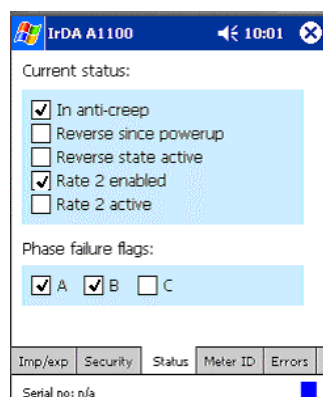 IrDA A1100 10:01
Current status:
In anti-creep
Reverse since powerup
Reverse state active
Rate 2 enabled
Rate 2 active
Phase failure flags:
A B C
Imp/exp Security Status Meter ID Errors
Serial no: n/a